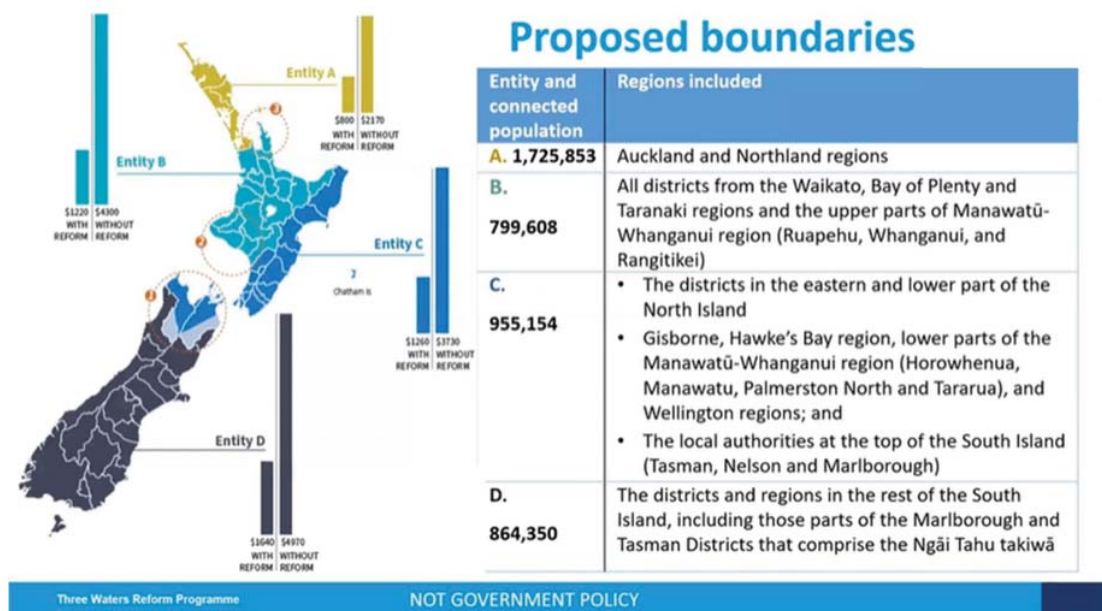 Proposed boundaries
Entity A
$800 $2170
WITH WITHOUT
REFORM REFORM
3
Entity B
$1220 $4300
WITH WITHOUT
REFORM REFORM
2
Entity C
Chatham Is
$1260 $3730
WITH WITHOUT
REFORM REFORM
Entity D
$1640 $4970
WITH WITHOUT
REFORM REFORM
Entity and
connected
population
Regions included
A. 1,725,853
Auckland and Northland regions
B.
799,608
All districts from the Waikato, Bay of Plenty and
Taranaki regions and the upper parts of Manawatū-
Whanganui region (Ruapehu, Whanganui, and
Rangitikei)
C.
955,154
• The districts in the eastern and lower part of the
North Island
• Gisborne, Hawke's Bay region, lower parts of the
Manawatū-Whanganui region (Horowhenua,
Manawatu, Palmerston North and Tararua), and
Wellington regions; and
• The local authorities at the top of the South Island
(Tasman, Nelson and Marlborough)
D.
864,350
The districts and regions in the rest of the South
Island, including those parts of the Marlborough and
Tasman Districts that comprise the Ngāi Tahu takiwā
Three Waters Reform Programme
NOT GOVERNMENT POLICY